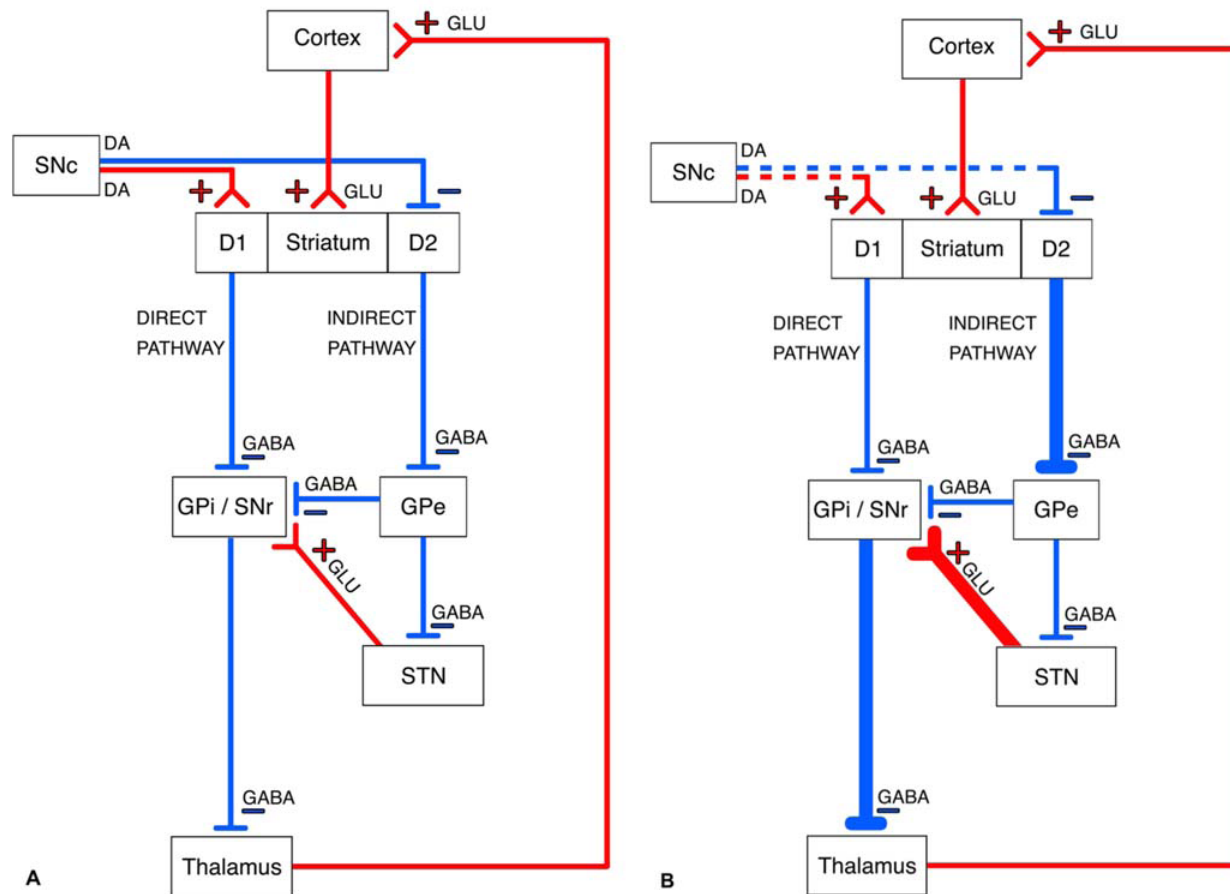 GLU
Cortex
DA
SNc
DA
GLU
D1
Striatum
D2
DIRECT
PATHWAY
INDIRECT
PATHWAY
GABA
GABA
GABA
GPi / SNr
GPe
GLU
GABA
STN
GABA
Thalamus
A
GLU
Cortex
DA
SNc
DA
GLU
D1
Striatum
D2
DIRECT
PATHWAY
INDIRECT
PATHWAY
GABA
GABA
GABA
GPi / SNr
GPe
GLU
GABA
STN
GABA
Thalamus
B